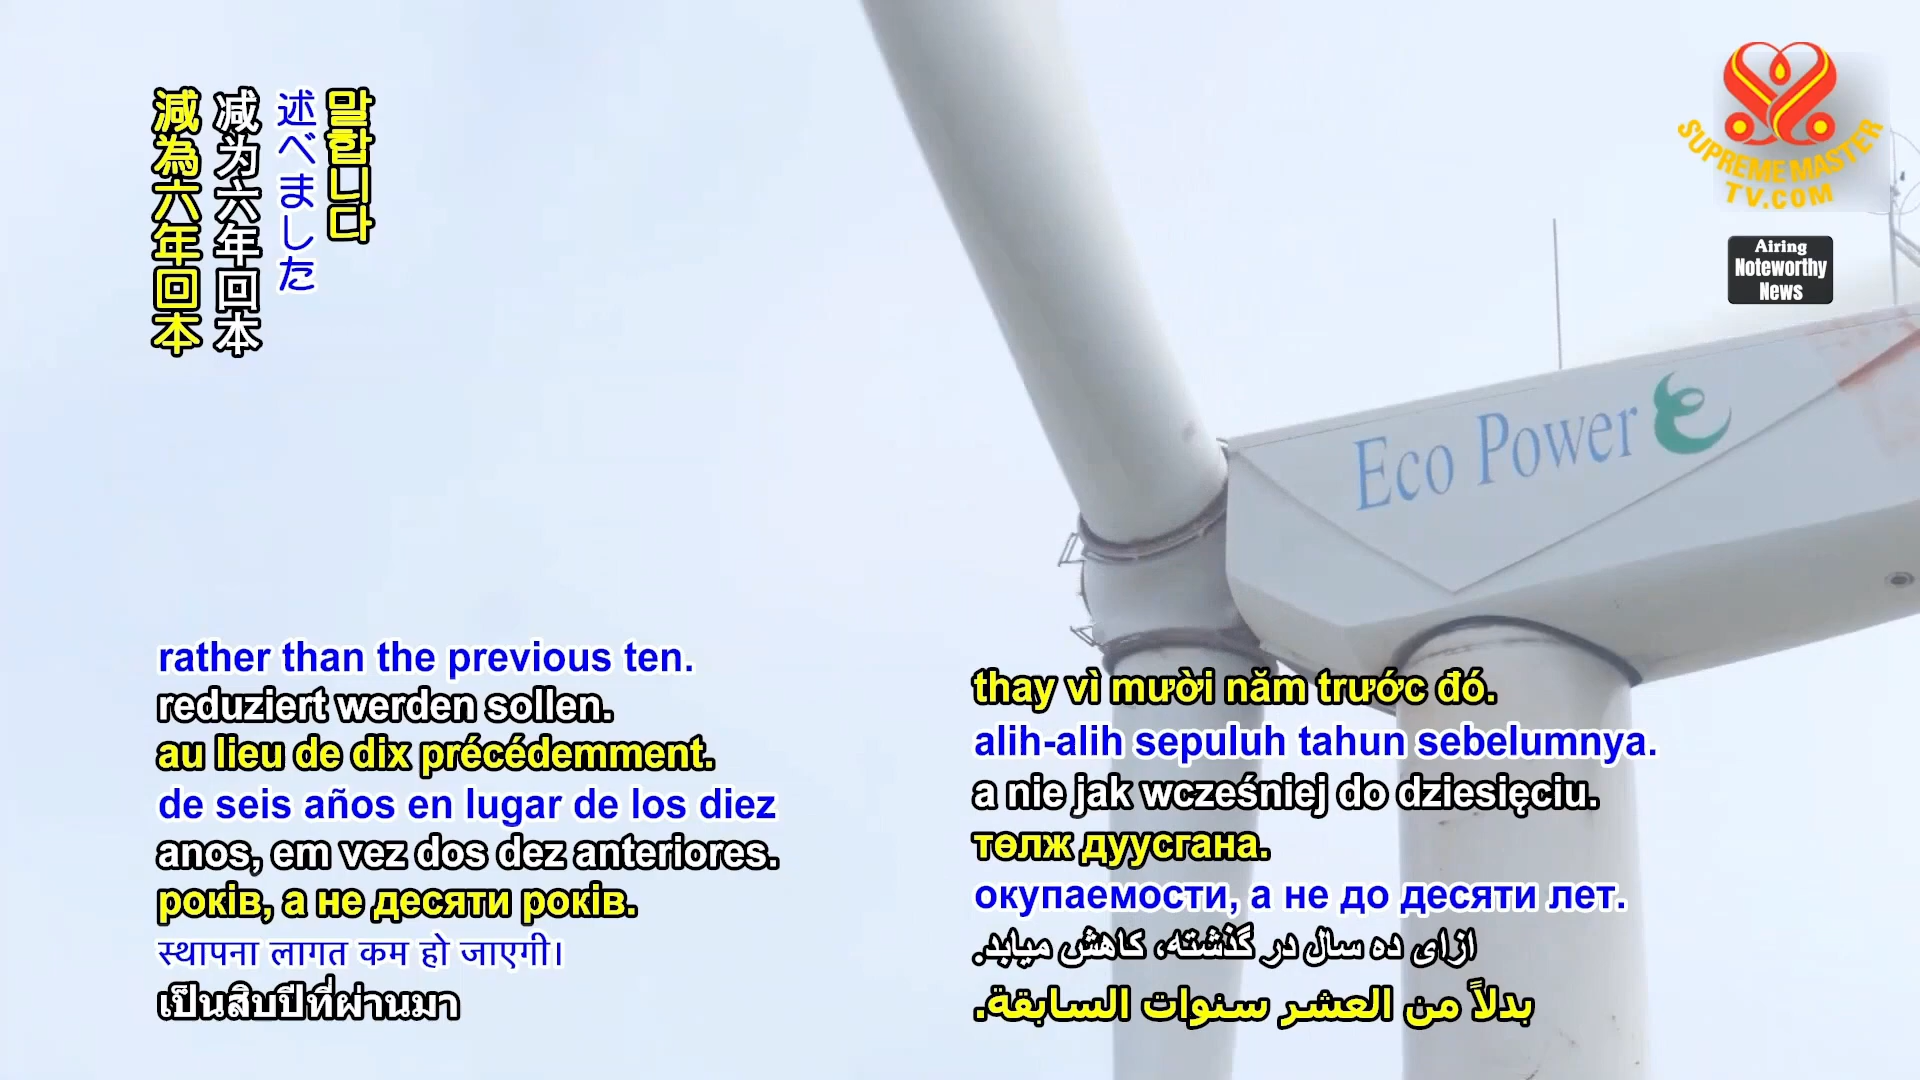 말합니다
述べました
减为六年回本
減為六年回本
SUPREME MASTER
TV.COM
Airing
Noteworthy
News
Eco Power
rather than the previous ten.
reduziert werden sollen.
au lieu de dix précédemment.
de seis años en lugar de los diez
anos, em vez dos dez anteriores.
років, а не десяти років.
स्थापना लागत कम हो जाएगी।
เป็นสิบปีที่ผ่านมา
thay vì mười năm trước đó.
alih-alih sepuluh tahun sebelumnya.
a nie jak wcześniej do dziesięciu.
төлж дуусгана.
окупаемости, а не до десяти лет.
ازای ده سال در گذشته، کاهش میابد.
بدلاً من العشر سنوات السابقة.